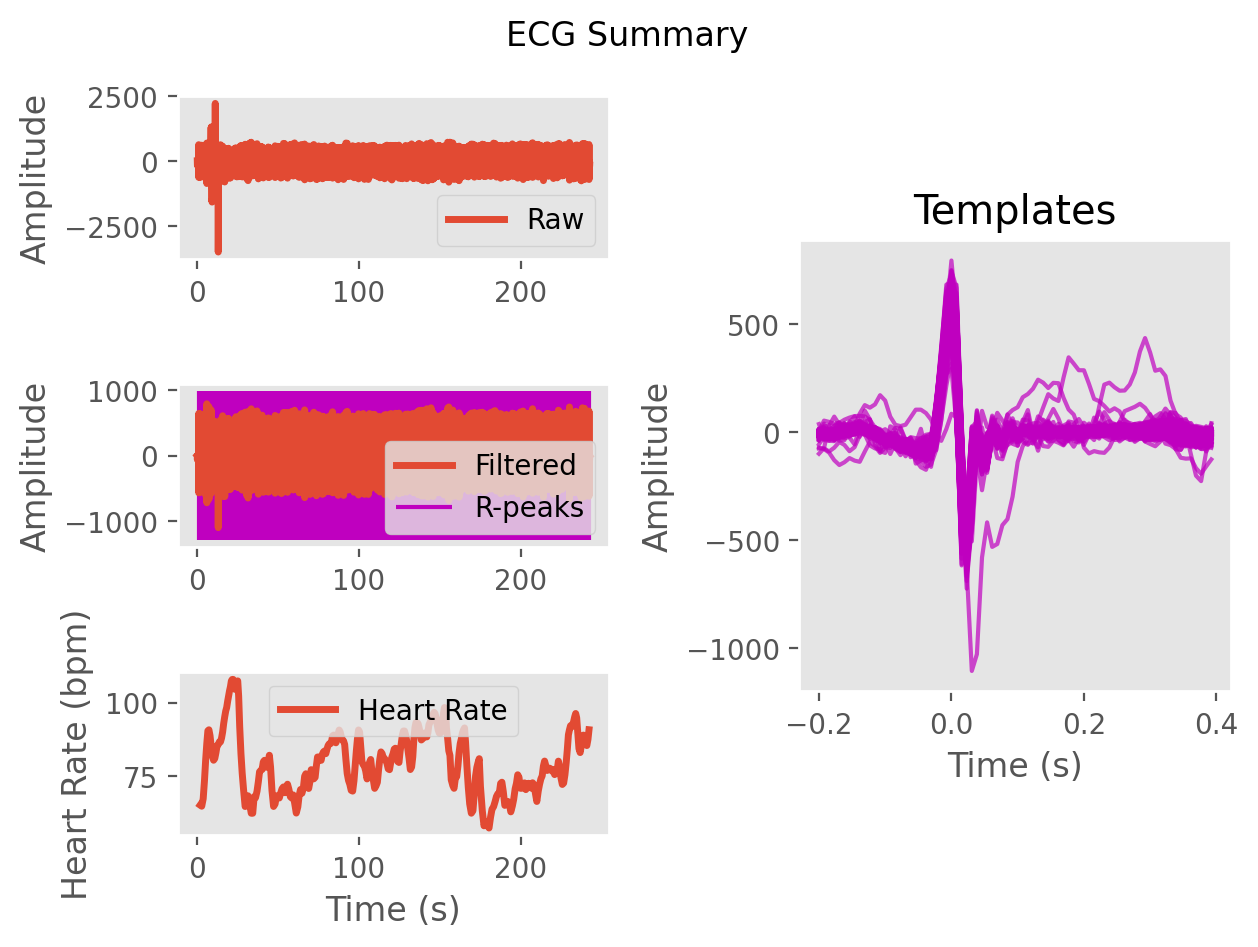 ECG Summary
Amplitude
2500
0
−2500
Raw
0 100 200
Amplitude
1000
0
−1000
Filtered
R-peaks
0 100 200
Heart Rate (bpm)
100
75
Heart Rate
0 100 200
Time (s)
Templates
Amplitude
500
0
−500
−1000
−0.2 0.0 0.2 0.4
Time (s)